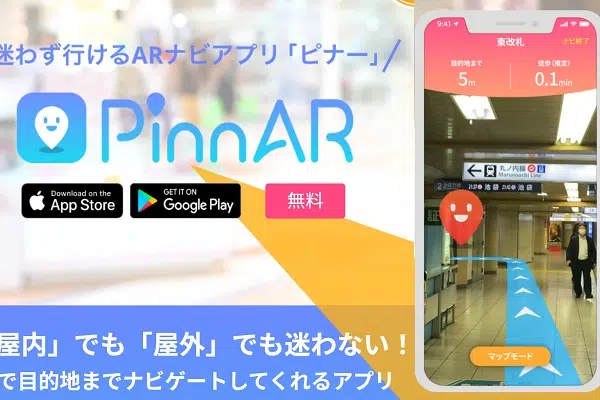 迷わず行けるARナビアプリ「ピナー」
PinnAR
Download on the
App Store
GET IT ON
Google Play
無料
屋内」でも「屋外」でも迷わない！
で目的地までナビゲートしてくれるアプリ
9:41
東改札
ナビ終了
目的地まで
5m
徒歩（推定）
0.1min
丸ノ内線
Marunouchi Line
池袋
池袋
マップモード